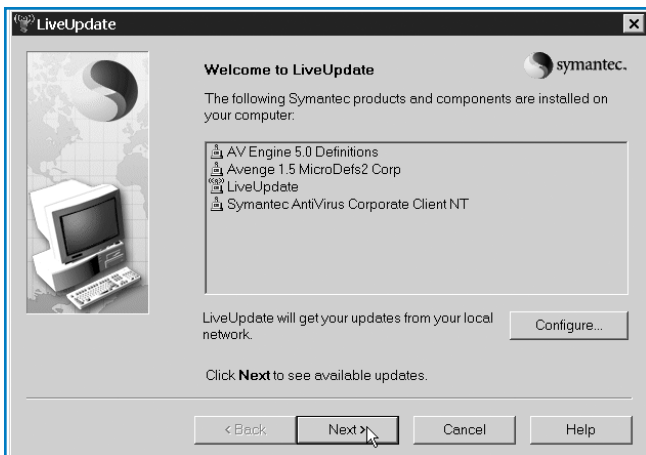 LiveUpdate
symantec.
Welcome to LiveUpdate
The following Symantec products and components are installed on
your computer:
AV Engine 5.0 Definitions
Avenge 1.5 MicroDefs2 Corp
LiveUpdate
Symantec AntiVirus Corporate Client NT
LiveUpdate will get your updates from your local
network.
Configure...
Click Next to see available updates.
< Back
Next >
Cancel
Help